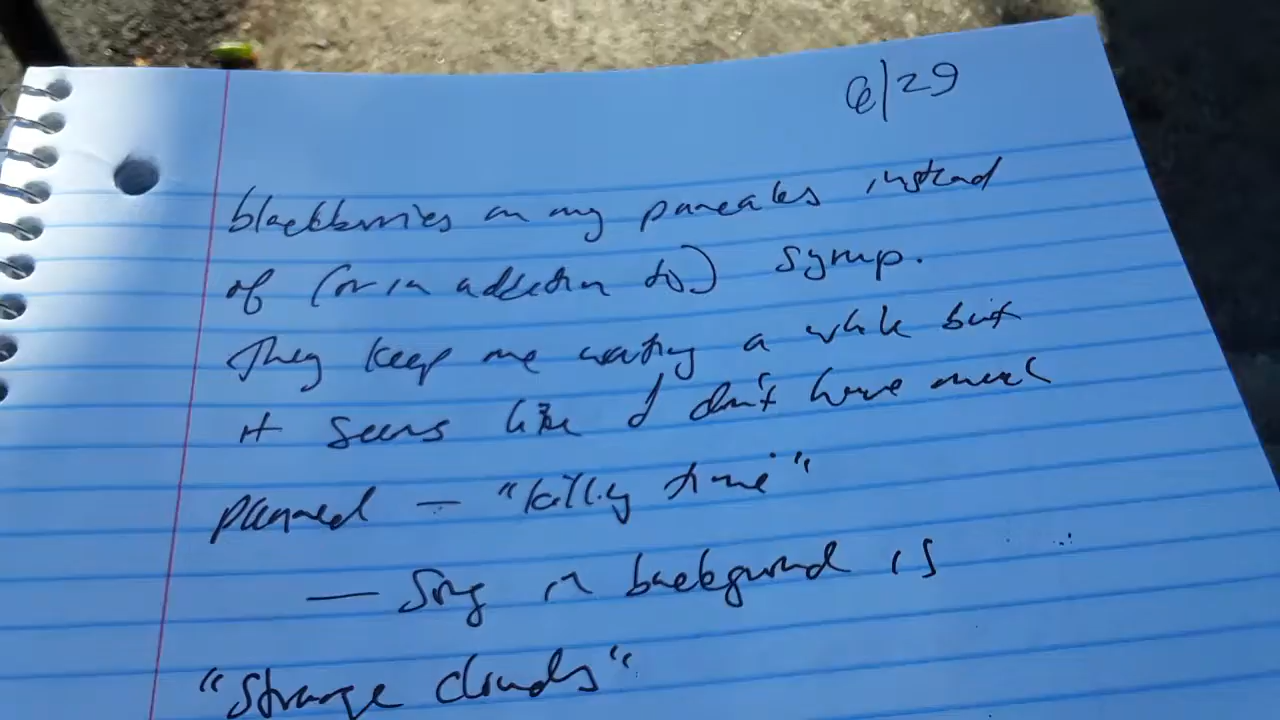 6/29
blackberries on my pancakes instead
of (or in addition to) syrup.
They keep me waiting a while but
it seems like I don't have much
planned — "killing time"
— Song in background is
"Strange clouds"